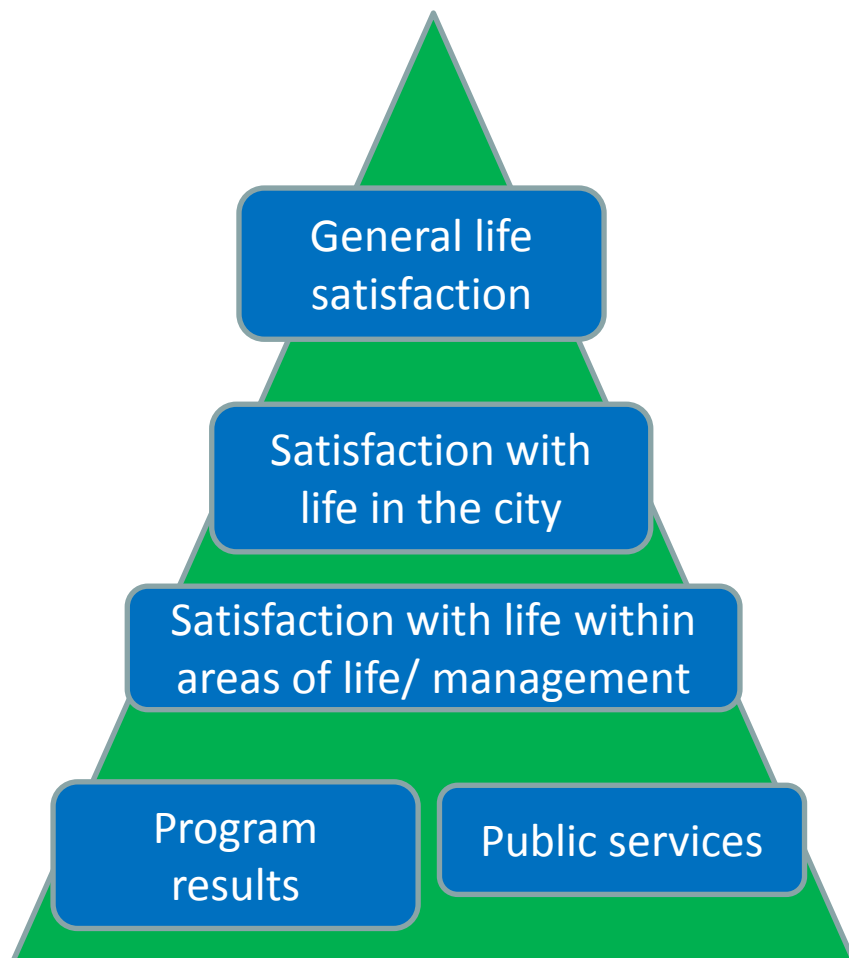 General life
satisfaction
Satisfaction with
life in the city
Satisfaction with life within
areas of life/ management
Program
results
Public services